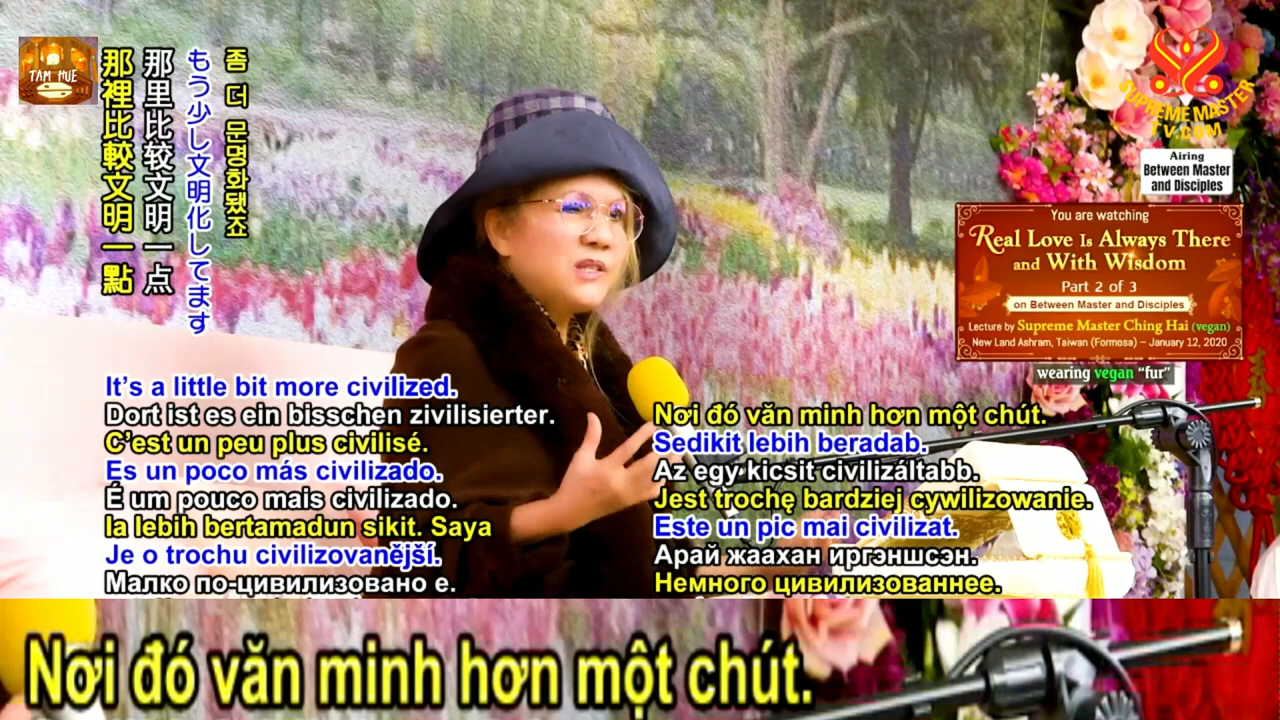 TAM HUE
那裡比較文明一點
那里比较文明一点
もう少し文明化してます
좀 더 문명화됐죠
SUPREME MASTER
TV.COM
Airing
Between Master
and Disciples
You are watching
Real Love Is Always There
and With Wisdom
Part 2 of 3
on Between Master and Disciples
Lecture by Supreme Master Ching Hai (vegan)
New Land Ashram, Taiwan (Formosa) – January 12, 2020
wearing vegan “fur”
It’s a little bit more civilized.
Dort ist es ein bisschen zivilisierter.
C’est un peu plus civilisé.
Es un poco más civilizado.
É um pouco mais civilizado.
Ia lebih bertamadun sikit. Saya
Je o trochu civilizovanější.
Малко по-цивилизовано е.
Nơi đó văn minh hơn một chút.
Sedikit lebih beradab.
Az egy kicsit civilizáltabb.
Jest trochę bardziej cywilizowanie.
Este un pic mai civilizat.
Арай жаахан иргэншсэн.
Немного цивилизованнее.
Nơi đó văn minh hơn một chút.